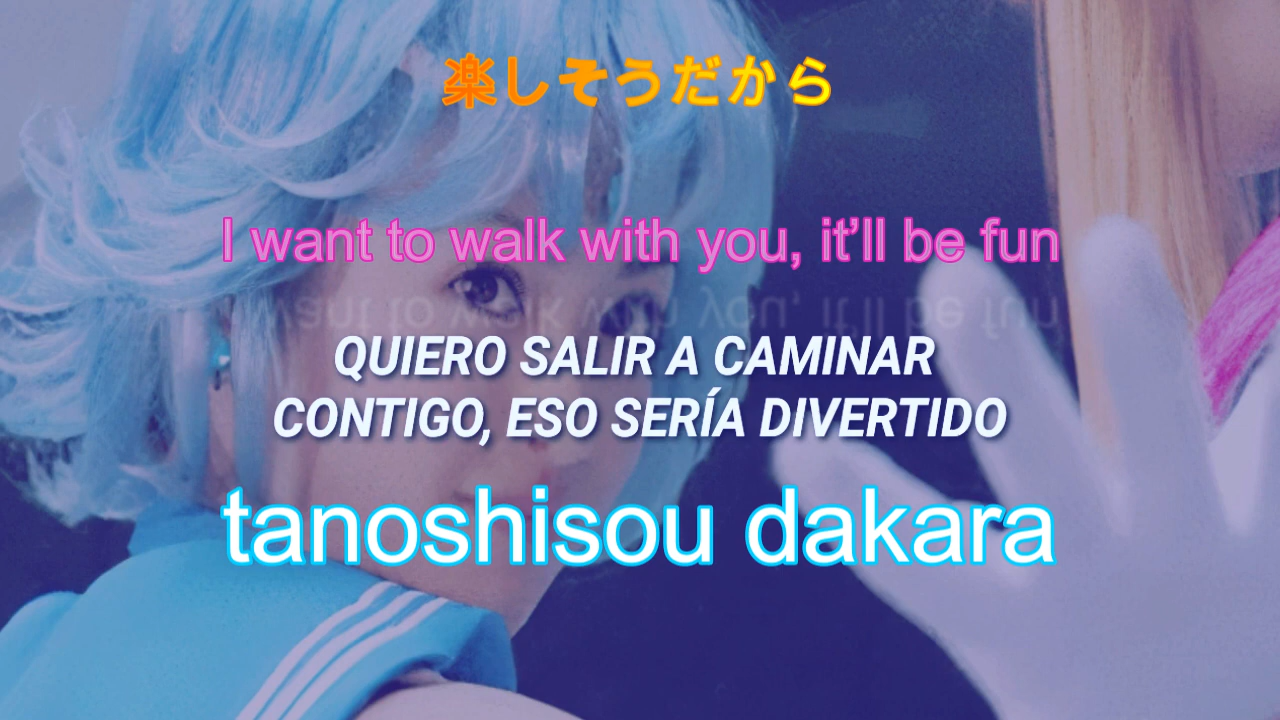 楽しそうだから
I want to walk with you, it’ll be fun
QUIERO SALIR A CAMINAR
CONTIGO, ESO SERÍA DIVERTIDO
tanoshisou dakara